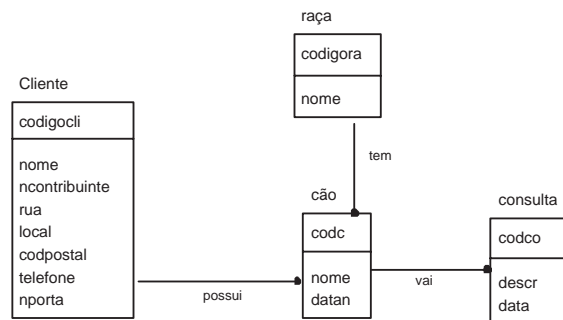 raça
codigora
nome
tem
Cliente
codigocli
nome
ncontribuinte
rua
local
codpostal
telefone
nporta
possui
cão
codc
nome
datan
vai
consulta
codco
descr
data